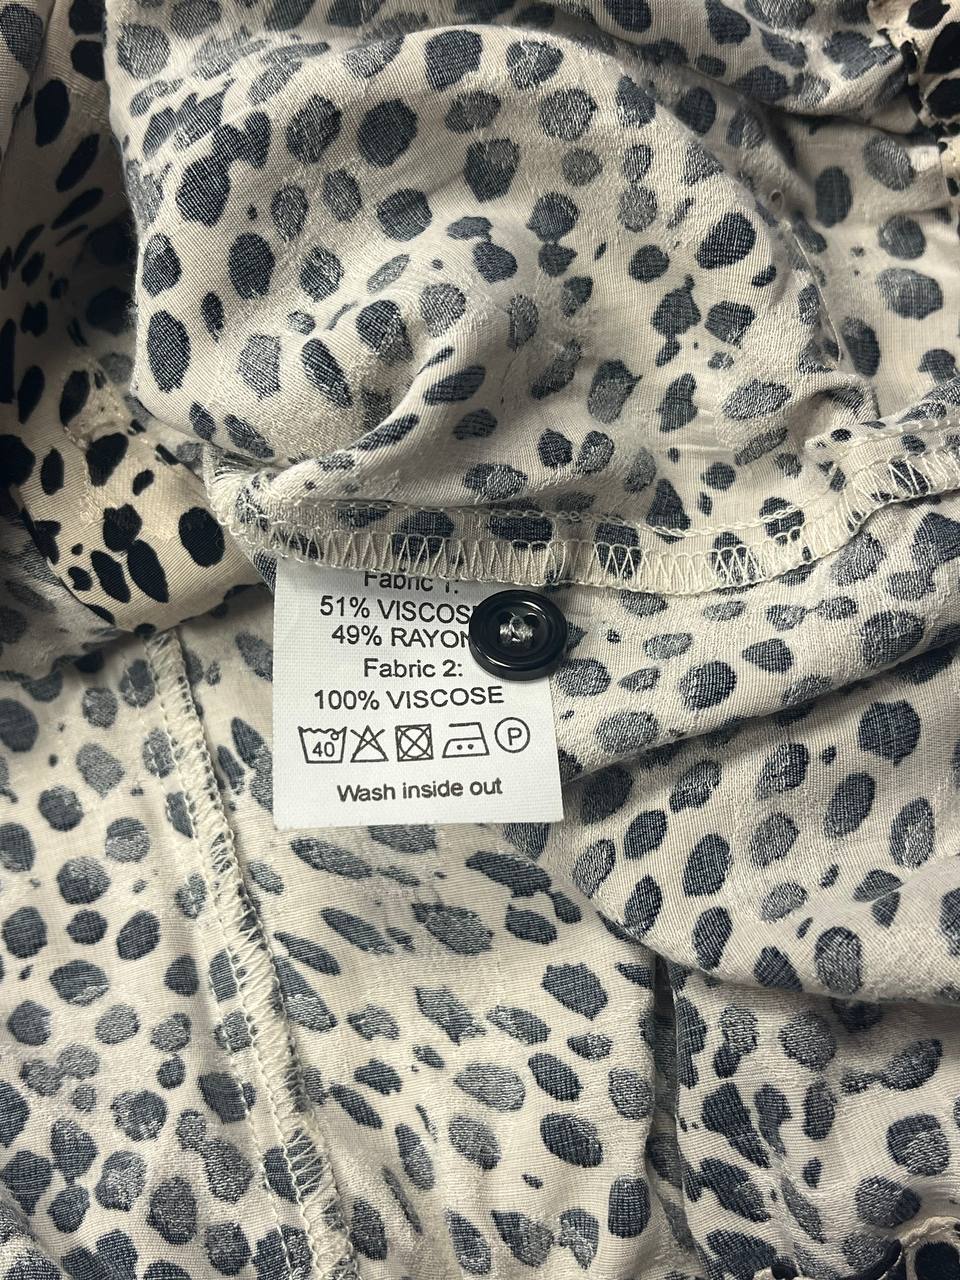 Fabric 1:
51% VISCOSE
49% RAYON
Fabric 2:
100% VISCOSE
40 P
Wash inside out